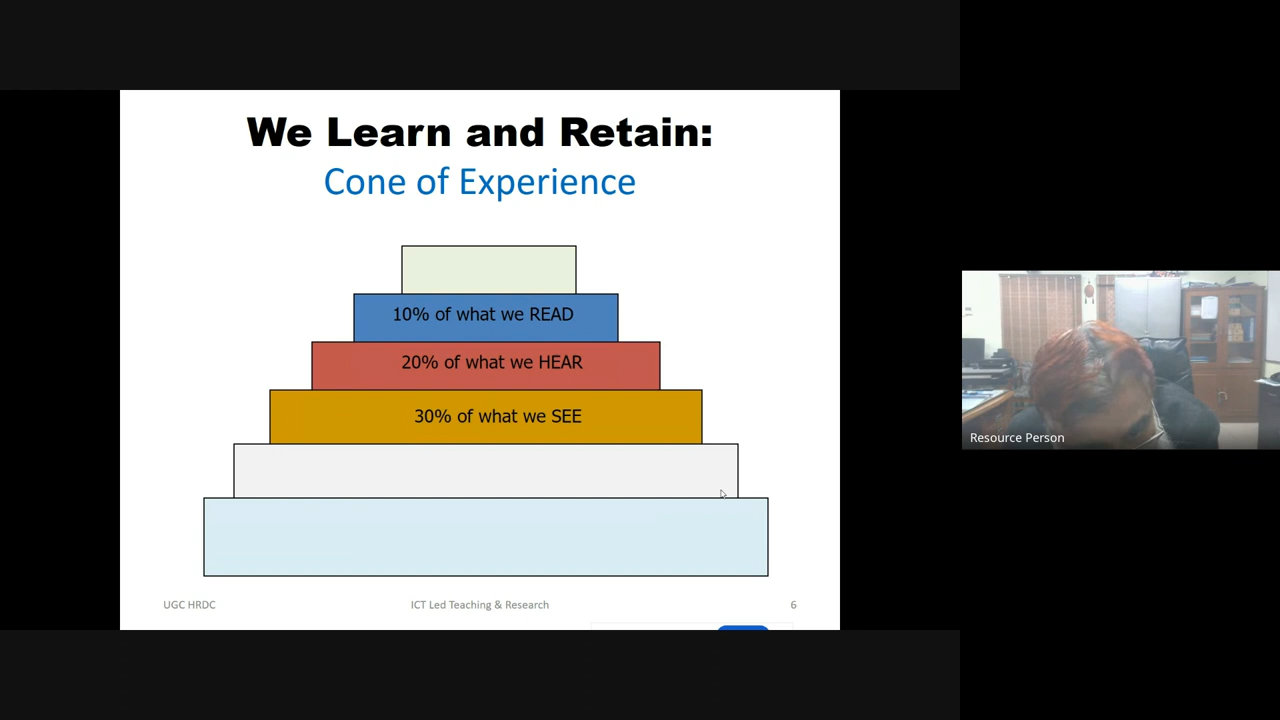 We Learn and Retain:
Cone of Experience
10% of what we READ
20% of what we HEAR
30% of what we SEE
UGC HRDC
ICT Led Teaching & Research
6
Resource Person